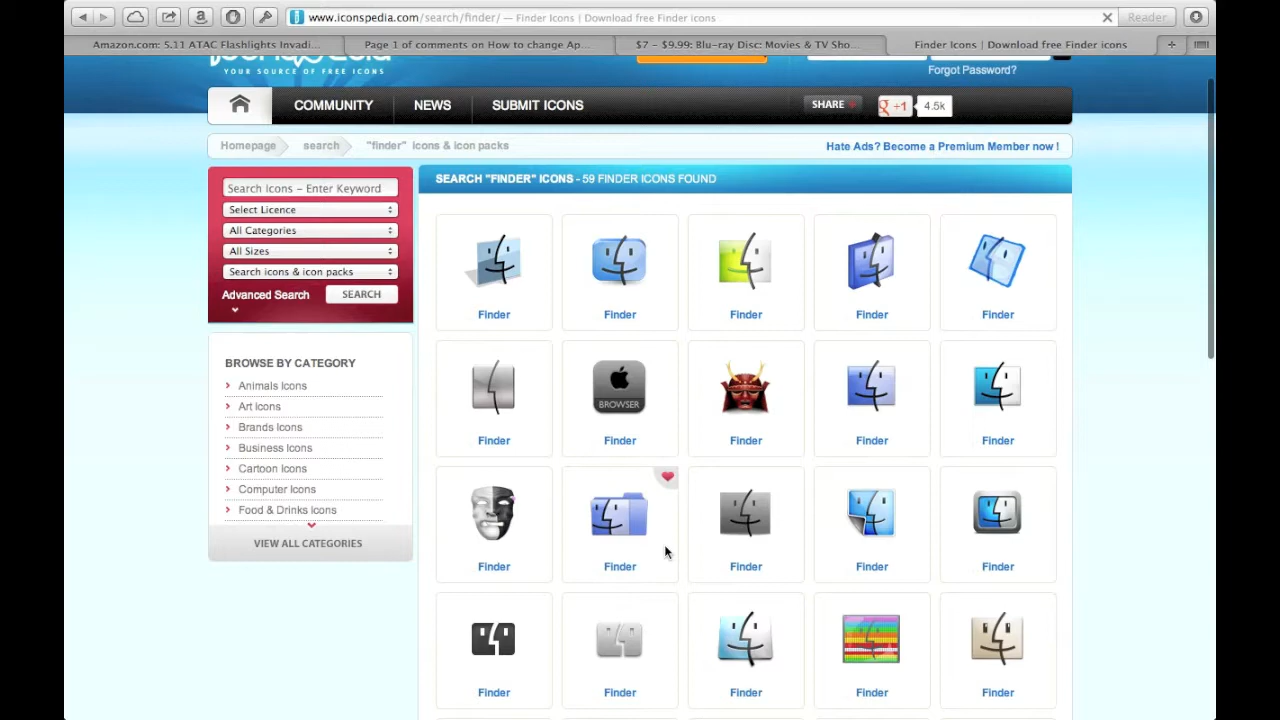 www.iconspedia.com/search/finder/ — Finder Icons | Download free Finder icons
Reader
Amazon.com: 5.11 ATAC Flashlights Invadi...
Page 1 of comments on How to change Ap...
$7 – $9.99: Blu-ray Disc: Movies & TV Sho...
Finder Icons | Download free Finder icons
YOUR SOURCE OF FREE ICONS
Forgot Password?
COMMUNITY
NEWS
SUBMIT ICONS
SHARE
+1
4.5k
Homepage
search
"finder" icons & icon packs
Hate Ads? Become a Premium Member now !
Search Icons – Enter Keyword
Select Licence
All Categories
All Sizes
Search icons & icon packs
Advanced Search
SEARCH
BROWSE BY CATEGORY
Animals Icons
Art Icons
Brands Icons
Business Icons
Cartoon Icons
Computer Icons
Food & Drinks Icons
VIEW ALL CATEGORIES
SEARCH "FINDER" ICONS - 59 FINDER ICONS FOUND
Finder Finder Finder Finder Finder
BROWSER
Finder Finder Finder Finder Finder
Finder Finder Finder Finder Finder
Finder Finder Finder Finder Finder